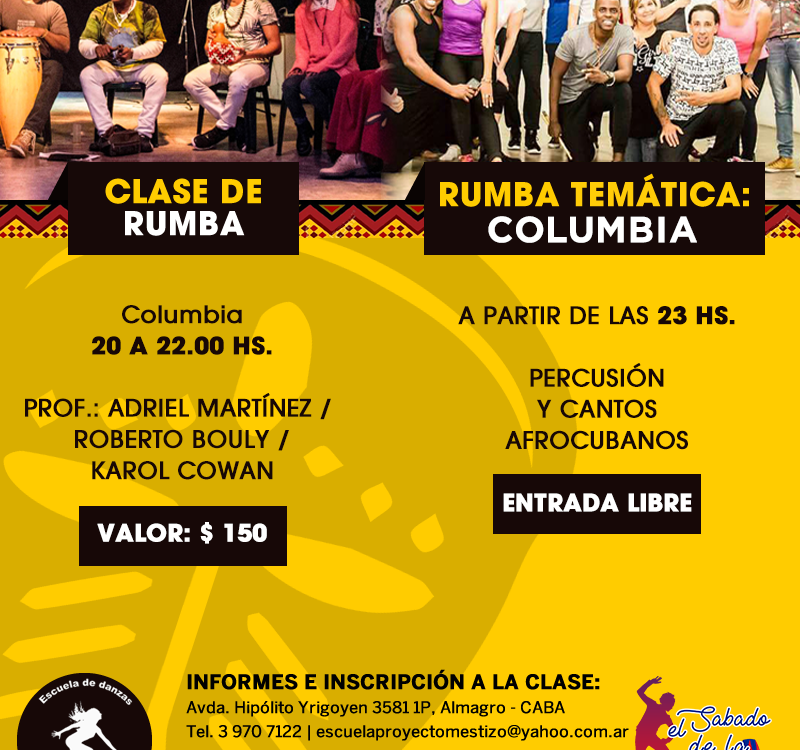 CLASE DE
RUMBA
Columbia
20 A 22.00 HS.
PROF.: ADRIEL MARTÍNEZ /
ROBERTO BOULY /
KAROL COWAN
VALOR: $ 150
RUMBA TEMÁTICA:
COLUMBIA
A PARTIR DE LAS 23 HS.
PERCUSIÓN
Y CANTOS
AFROCUBANOS
ENTRADA LIBRE
Escuela de danzas
INFORMES E INSCRIPCIÓN A LA CLASE:
Avda. Hipólito Yrigoyen 3581 1P, Almagro - CABA
Tel. 3 970 7122 | escuelaproyectomestizo@yahoo.com.ar
el Sabado
de los